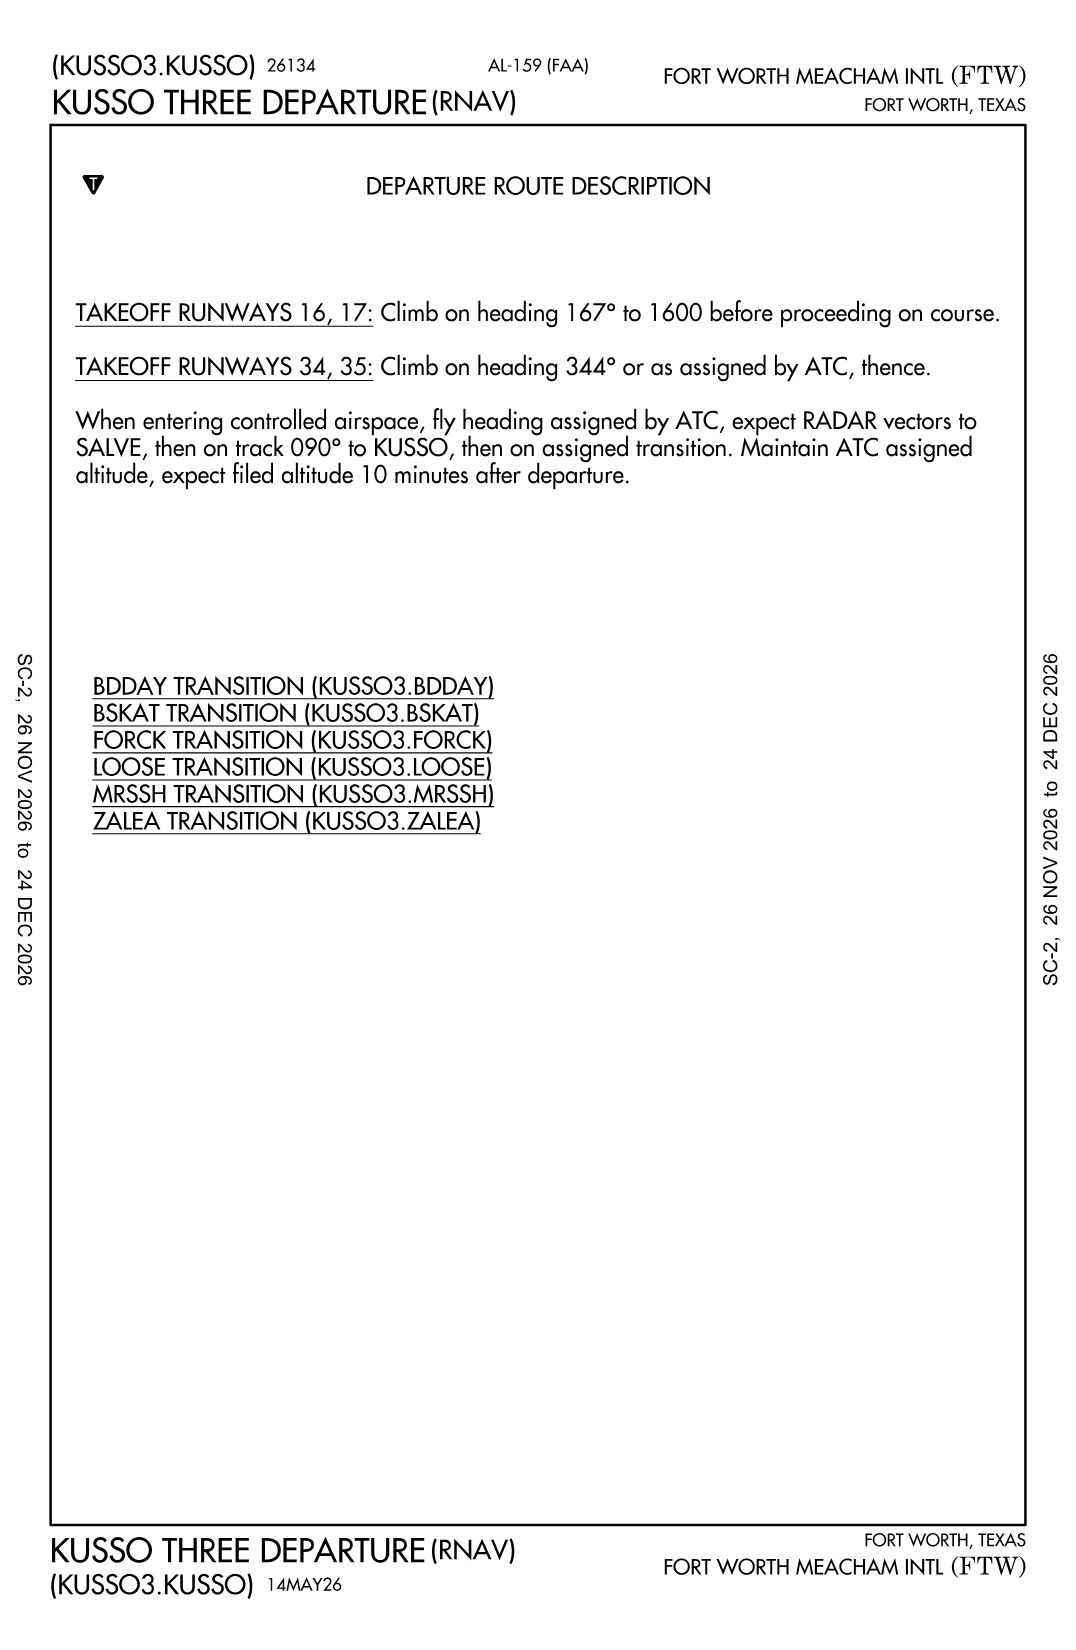 (KUSSO3.KUSSO) 26134
AL-159 (FAA)
FORT WORTH MEACHAM INTL (FTW)
KUSSO THREE DEPARTURE (RNAV)
FORT WORTH, TEXAS
T
DEPARTURE ROUTE DESCRIPTION
TAKEOFF RUNWAYS 16, 17: Climb on heading 167° to 1600 before proceeding on course.
TAKEOFF RUNWAYS 34, 35: Climb on heading 344° or as assigned by ATC, thence.
When entering controlled airspace, fly heading assigned by ATC, expect RADAR vectors to
SALVE, then on track 090° to KUSSO, then on assigned transition. Maintain ATC assigned
altitude, expect filed altitude 10 minutes after departure.
BDDAY TRANSITION (KUSSO3.BDDAY)
BSKAT TRANSITION (KUSSO3.BSKAT)
FORCK TRANSITION (KUSSO3.FORCK)
LOOSE TRANSITION (KUSSO3.LOOSE)
MRSSH TRANSITION (KUSSO3.MRSSH)
ZALEA TRANSITION (KUSSO3.ZALEA)
SC-2, 26 NOV 2026 to 24 DEC 2026
SC-2, 26 NOV 2026 to 24 DEC 2026
KUSSO THREE DEPARTURE (RNAV)
(KUSSO3.KUSSO) 14MAY26
FORT WORTH, TEXAS
FORT WORTH MEACHAM INTL (FTW)